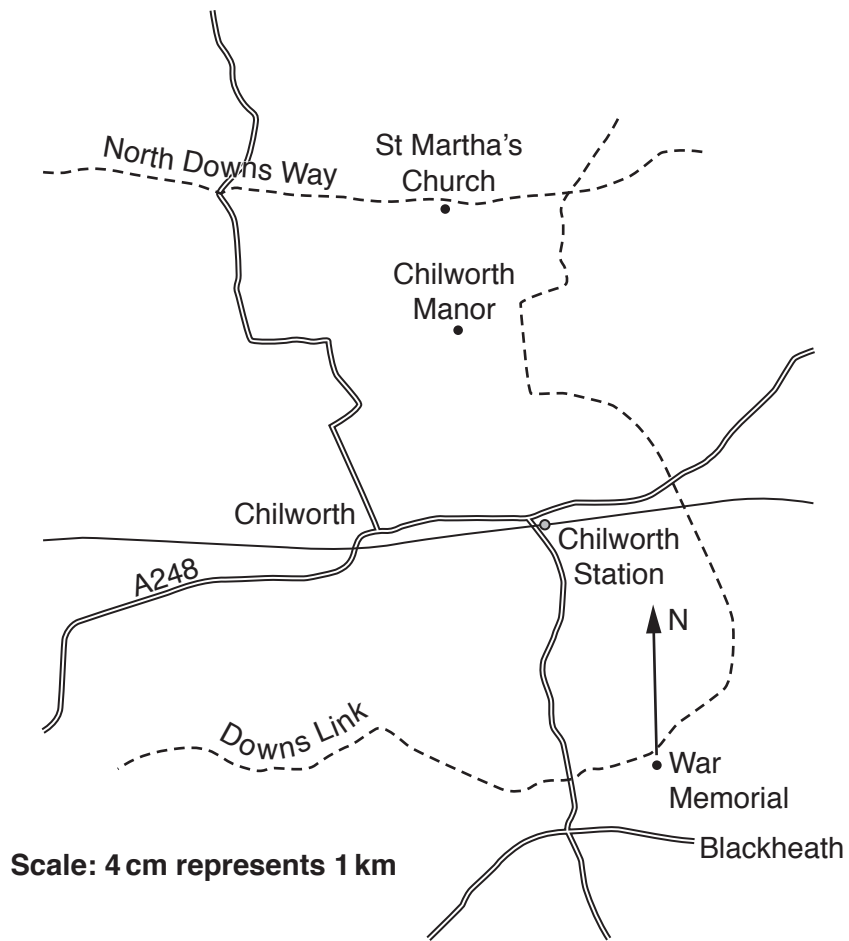 North Downs Way
St Martha's
Church
Chilworth
Manor
Chilworth
Chilworth
Station
A248
N
Downs Link
War
Memorial
Blackheath
Scale: 4 cm represents 1 km